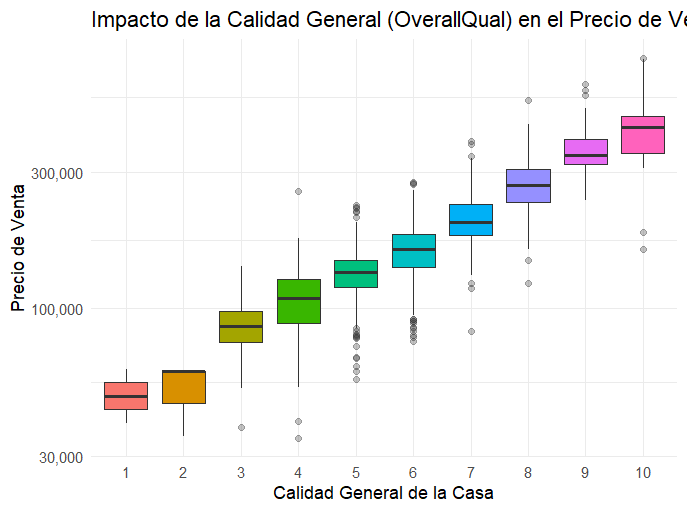 Impacto de la Calidad General (OverallQual) en el Precio de
Precio de Venta
300,000
100,000
30,000
1 2 3 4 5 6 7 8 9 10
Calidad General de la Casa